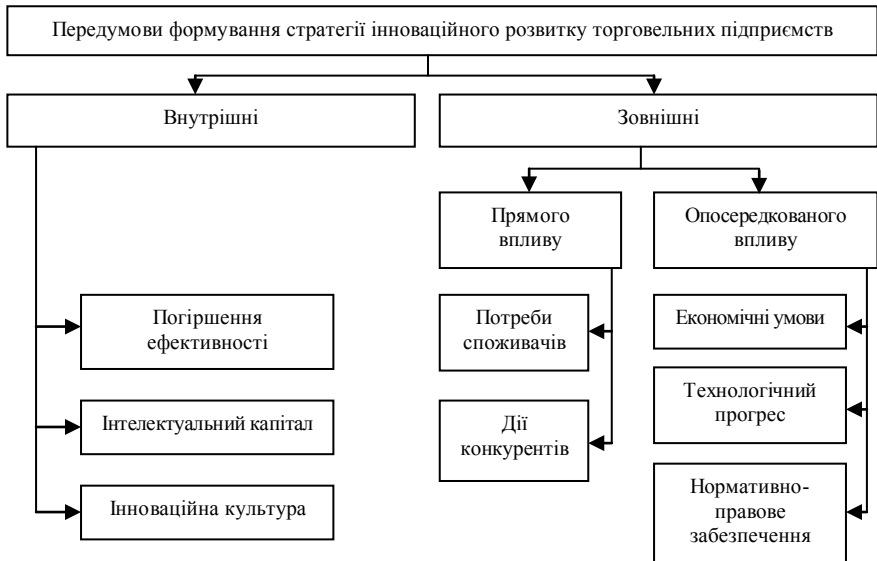 Передумови формування стратегії інноваційного розвитку торговельних підприємств
Внутрішні
Зовнішні
Прямого
впливу
Опосередкованого
впливу
Погіршення
ефективності
Інтелектуальний капітал
Інноваційна культура
Потреби
споживачів
Дії
конкурентів
Економічні умови
Технологічний
прогрес
Нормативно-
правове
забезпечення